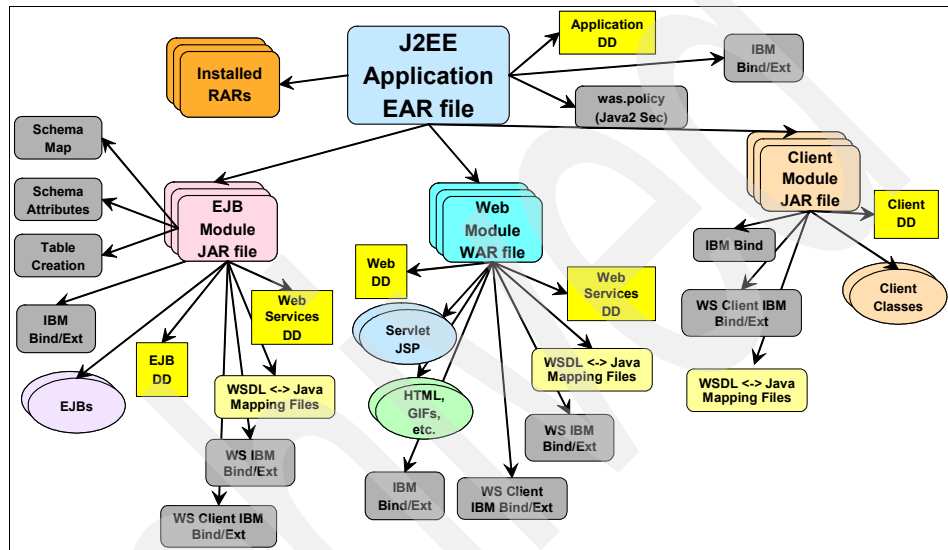 J2EE
Application
EAR file
Application
DD
IBM
Bind/Ext
Installed
RARs
was.policy
(Java2 Sec)
Schema
Map
Schema
Attributes
Table
Creation
IBM
Bind/Ext
EJB
Module
JAR file
EJBs
EJB
DD
Web
Services
DD
WSDL <-> Java
Mapping Files
WS IBM
Bind/Ext
WS Client IBM
Bind/Ext
Web
Module
WAR file
Web
DD
Servlet
JSP
HTML,
GIFs,
etc.
IBM
Bind/Ext
WS Client
IBM Bind/Ext
WS IBM
Bind/Ext
WSDL <-> Java
Mapping Files
Web
Services
DD
Client
Module
JAR file
Client
DD
IBM Bind
WS Client IBM
Bind/Ext
WSDL <-> Java
Mapping Files
Client
Classes